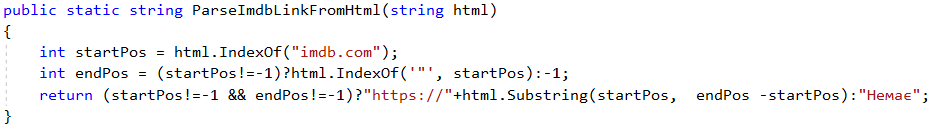 public static string ParseImdbLinkFromHtml(string html)
{
    int startPos = html.IndexOf("imdb.com");
    int endPos = (startPos!=-1)?html.IndexOf('"', startPos):-1;
    return (startPos!=-1 && endPos!=-1)?"https://"+html.Substring(startPos,  endPos -startPos):"Немає";
}